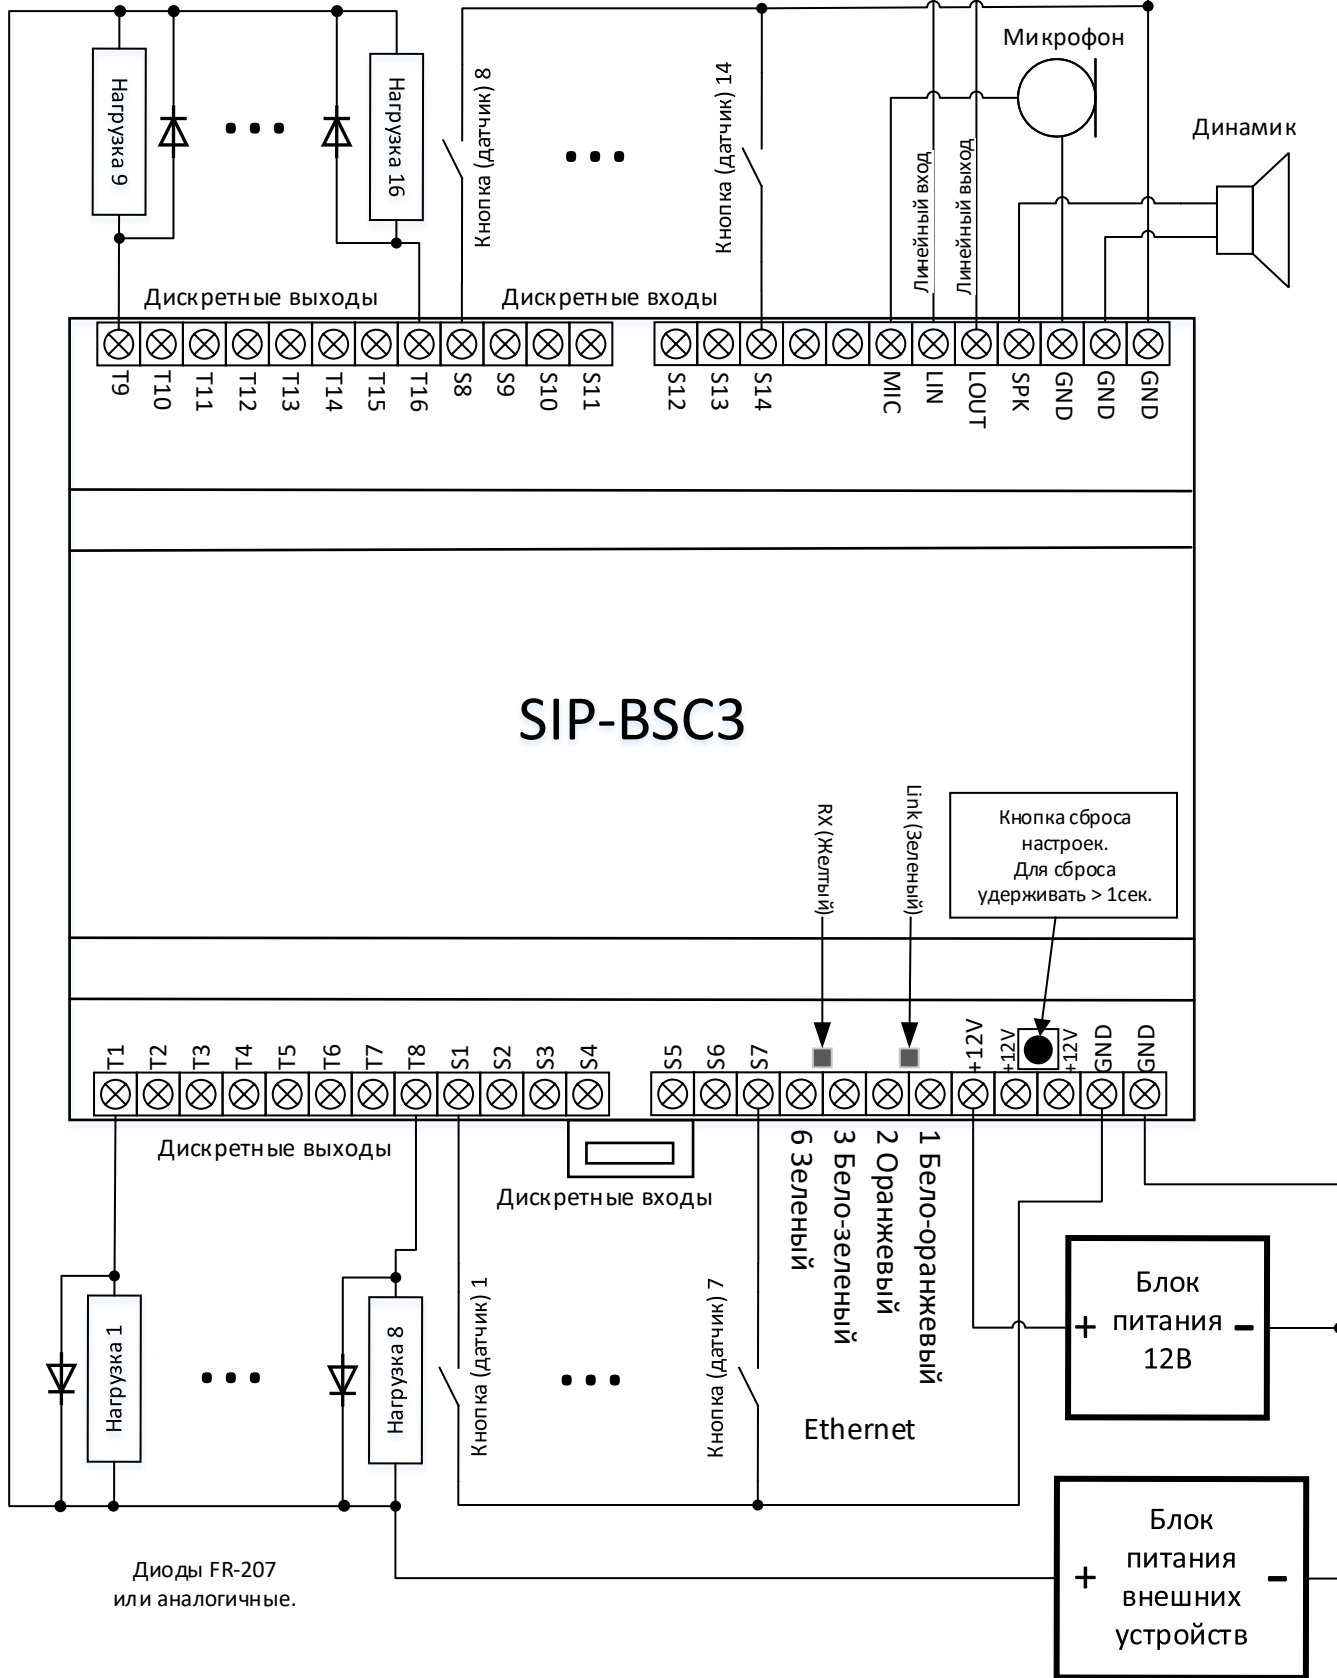 Микрофон
Динамик
Нагрузка 9
Нагрузка 16
Кнопка (датчик) 8
Кнопка (датчик) 14
Линейный вход
Линейный выход
Дискретные выходы
Дискретные входы
T9
T10
T11
T12
T13
T14
T15
T16
S8
S9
S10
S11
S12
S13
S14
MIC
LIN
LOUT
SPK
GND
GND
GND
SIP-BSC3
RX (Желтый)
Link (Зеленый)
Кнопка сброса
настроек.
Для сброса
удерживать > 1сек.
T1
T2
T3
T4
T5
T6
T7
T8
S1
S2
S3
S4
S5
S6
S7
+12V
+12V
+12V
GND
GND
Дискретные выходы
Дискретные входы
6 Зеленый
3 Бело-зеленый
2 Оранжевый
1 Бело-оранжевый
Ethernet
Нагрузка 1
Нагрузка 8
Кнопка (датчик) 1
Кнопка (датчик) 7
Блок
+ питания −
12В
Блок
питания
+ −
внешних
устройств
Диоды FR-207
или аналогичные.